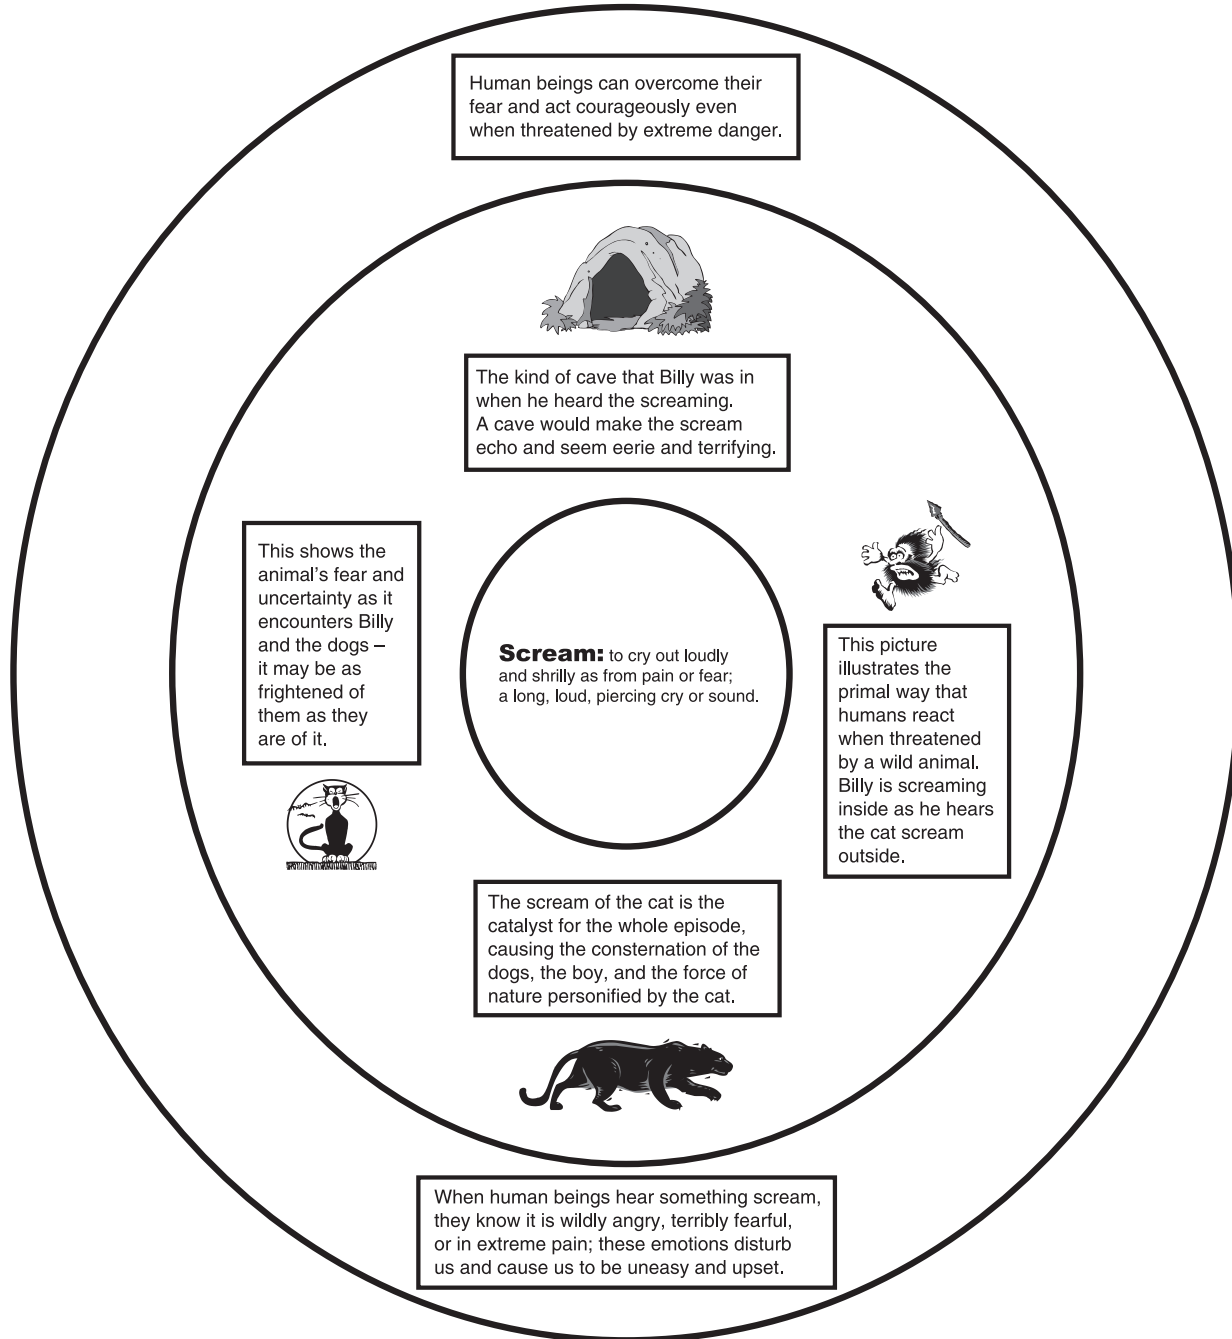 Human beings can overcome their
fear and act courageously even
when threatened by extreme danger.
The kind of cave that Billy was in
when he heard the screaming.
A cave would make the scream
echo and seem eerie and terrifying.
This shows the
animal’s fear and
uncertainty as it
encounters Billy
and the dogs –
it may be as
frightened of
them as they
are of it.
Scream: to cry out loudly
and shrilly as from pain or fear;
a long, loud, piercing cry or sound.
This picture
illustrates the
primal way that
humans react
when threatened
by a wild animal.
Billy is screaming
inside as he hears
the cat scream
outside.
The scream of the cat is the
catalyst for the whole episode,
causing the consternation of the
dogs, the boy, and the force of
nature personified by the cat.
When human beings hear something scream,
they know it is wildly angry, terribly fearful,
or in extreme pain; these emotions disturb
us and cause us to be uneasy and upset.